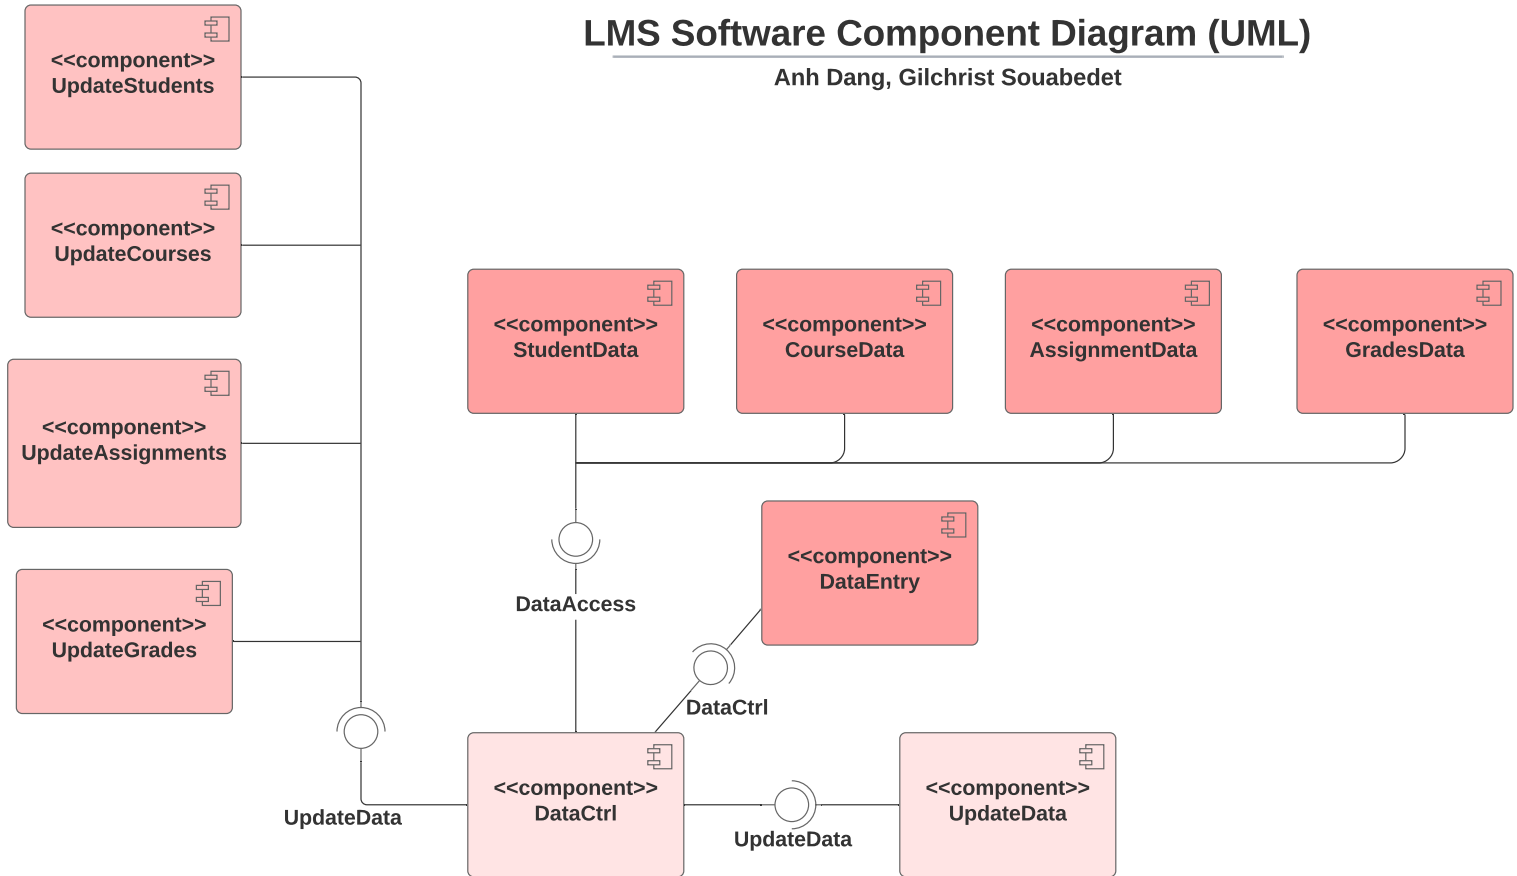 LMS Software Component Diagram (UML)
Anh Dang, Gilchrist Souabedet
<<component>>
UpdateStudents
<<component>>
UpdateCourses
<<component>>
StudentData
<<component>>
CourseData
<<component>>
AssignmentData
<<component>>
GradesData
<<component>>
UpdateAssignments
<<component>>
DataEntry
DataAccess
<<component>>
UpdateGrades
DataCtrl
<<component>>
DataCtrl
<<component>>
UpdateData
UpdateData
UpdateData